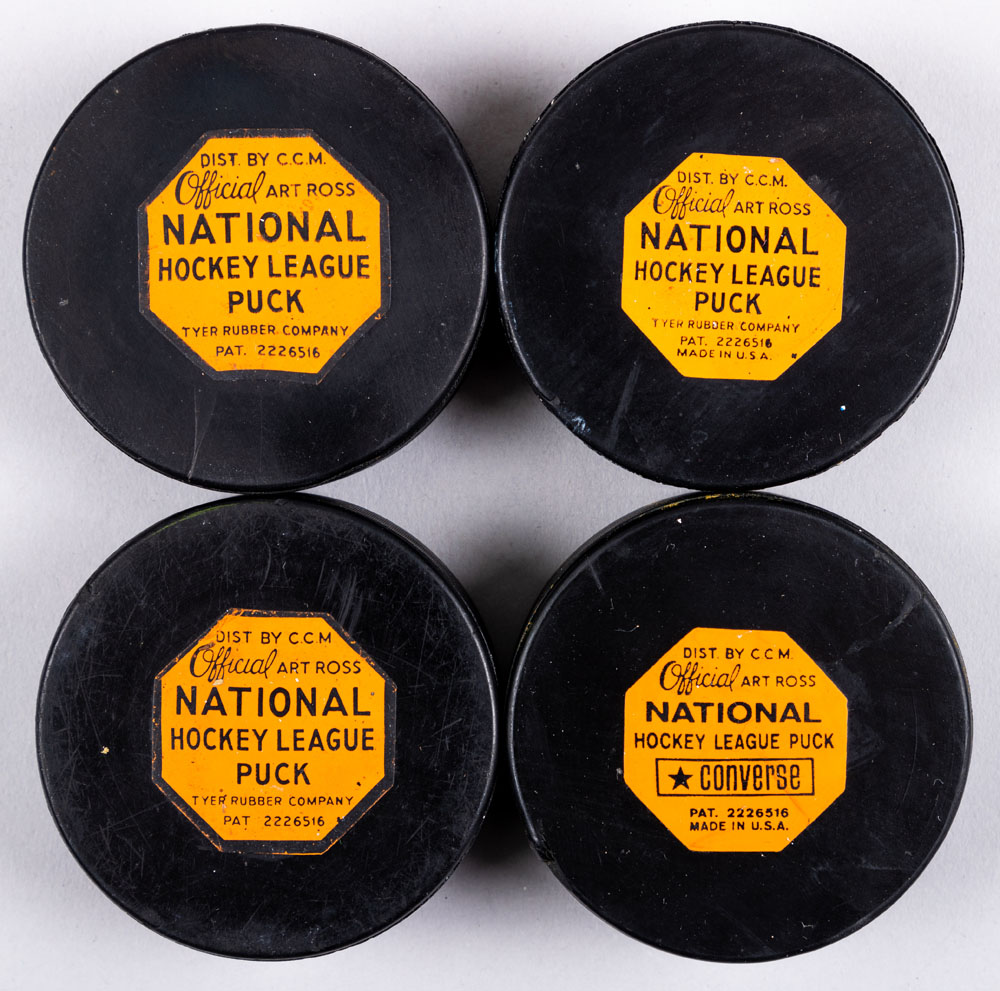 DIST. BY C.C.M.
Official ART ROSS
NATIONAL
HOCKEY LEAGUE
PUCK
TYER RUBBER COMPANY
PAT. 2226516
DIST. BY C.C.M.
Official ART ROSS
NATIONAL
HOCKEY LEAGUE
PUCK
TYER RUBBER COMPANY
PAT. 2226516
MADE IN U.S.A.
DIST BY C.C.M
Official ART ROSS
NATIONAL
HOCKEY LEAGUE
PUCK
TYER RUBBER COMPANY
PAT 2226516
DIST. BY C.C.M.
Official ART ROSS
NATIONAL
HOCKEY LEAGUE PUCK
★ CONVERSE
PAT. 2226516
MADE IN U.S.A.